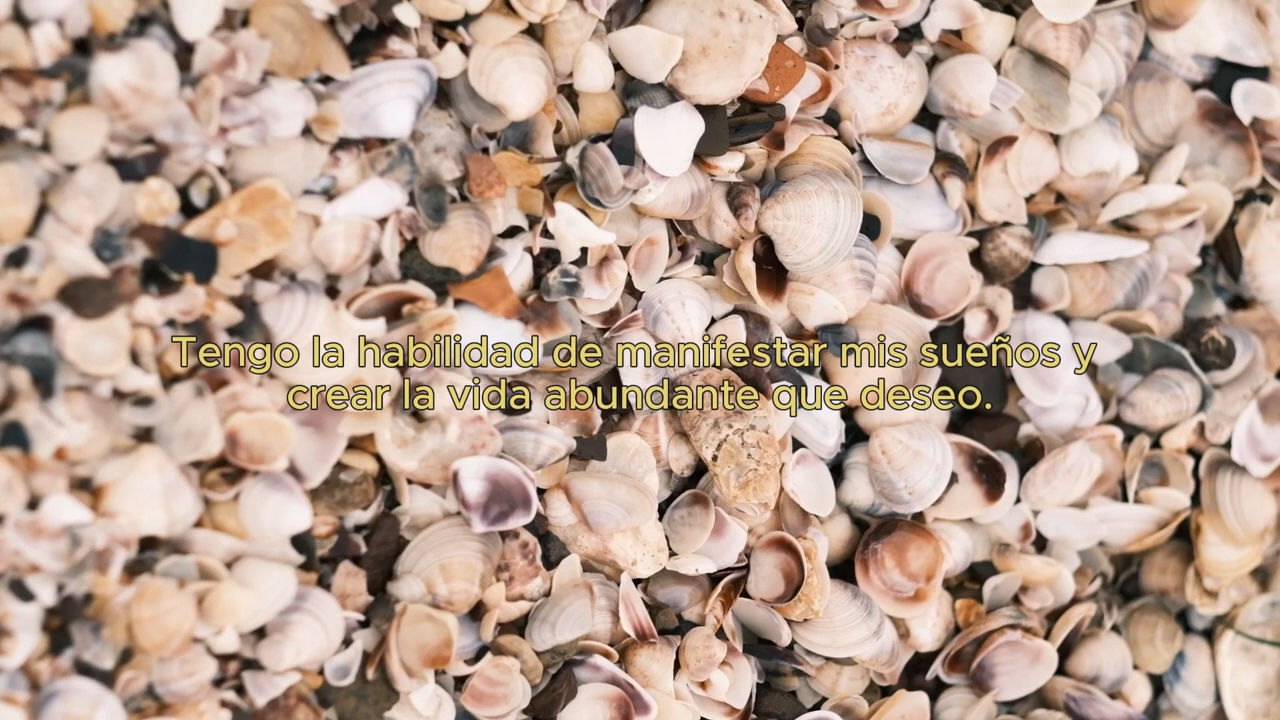 Tengo la habilidad de manifestar mis sueños y
crear la vida abundante que deseo.